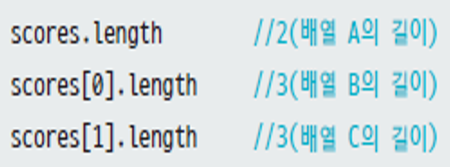 scores.length //2(배열 A의 길이)
scores[0].length //3(배열 B의 길이)
scores[1].length //3(배열 C의 길이)